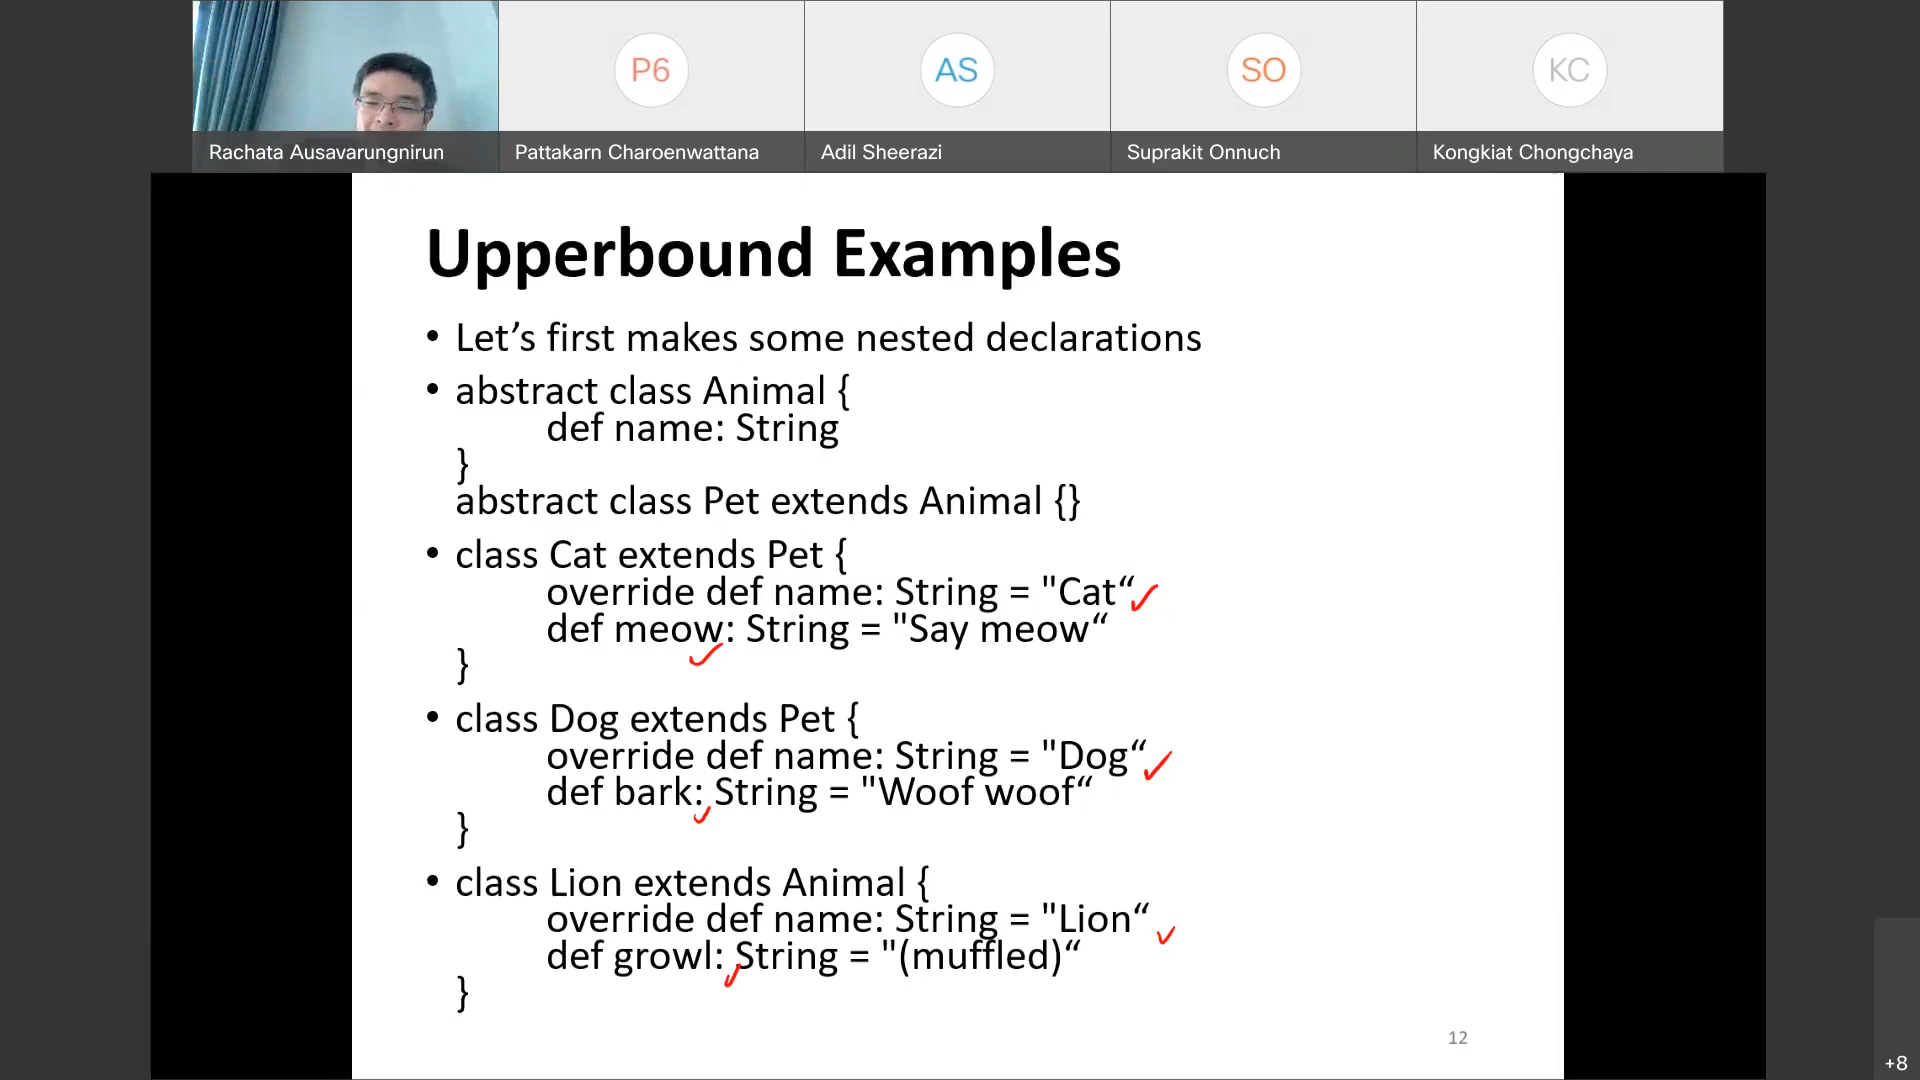 P6
AS
SO
KC
Rachata Ausavarungnirun
Pattakarn Charoenwattana
Adil Sheerazi
Suprakit Onnuch
Kongkiat Chongchaya
Upperbound Examples
• Let’s first makes some nested declarations
• abstract class Animal {
def name: String
}
abstract class Pet extends Animal {}
• class Cat extends Pet {
override def name: String = "Cat“
def meow: String = "Say meow“
}
• class Dog extends Pet {
override def name: String = "Dog“
def bark: String = "Woof woof“
}
• class Lion extends Animal {
override def name: String = "Lion“
def growl: String = "(muffled)“
}
12
+8